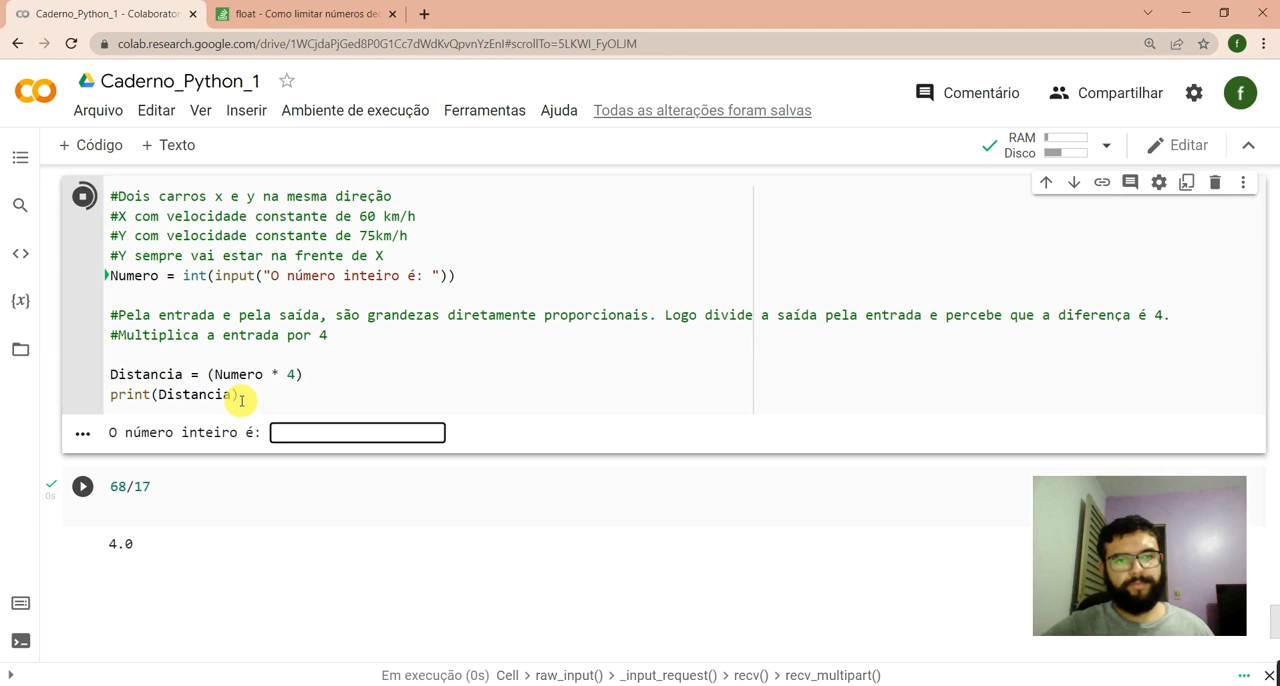 Caderno_Python_1 - Colaborator
float - Como limitar números de
colab.research.google.com/drive/1WCjdaPjGed8P0G1Cc7dWdKvQpvnYzEnI#scrollTo=5LKWI_FyOLJM
f
Caderno_Python_1
Arquivo Editar Ver Inserir Ambiente de execução Ferramentas Ajuda Todas as alterações foram salvas
Comentário Compartilhar f
+ Código + Texto
RAM
Disco
Editar
#Dois carros x e y na mesma direção
#X com velocidade constante de 60 km/h
#Y com velocidade constante de 75km/h
#Y sempre vai estar na frente de X
Numero = int(input("O número inteiro é: "))
#Pela entrada e pela saída, são grandezas diretamente proporcionais. Logo divide a saída pela entrada e percebe que a diferença é 4.
#Multiplica a entrada por 4
Distancia = (Numero * 4)
print(Distancia)
O número inteiro é:
68/17
0s
4.0
{x}
Em execução (0s) Cell > raw_input() > _input_request() > recv() > recv_multipart()